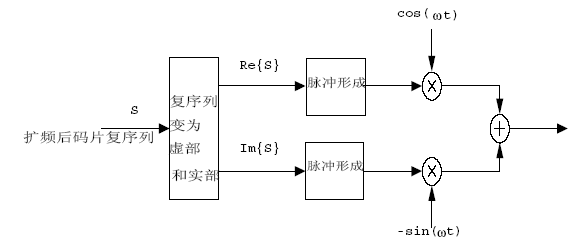 cos(ωt)
Re{S}
脉冲形成
S
扩频后码片复序列
复序列
变为
虚部
和实部
Im{S}
脉冲形成
-sin(ωt)